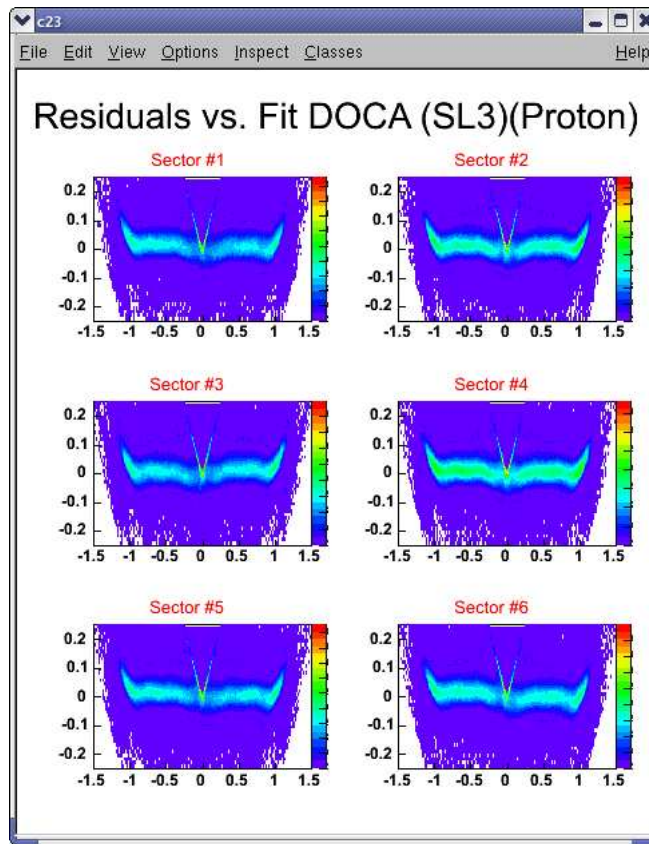 c23
File Edit View Options Inspect Classes Help
Residuals vs. Fit DOCA (SL3)(Proton)
Sector #1
0.2
0.1
0
-0.1
-0.2
-1.5 -1 -0.5 0 0.5 1 1.5
Sector #2
0.2
0.1
0
-0.1
-0.2
-1.5 -1 -0.5 0 0.5 1 1.5
Sector #3
0.2
0.1
0
-0.1
-0.2
-1.5 -1 -0.5 0 0.5 1 1.5
Sector #4
0.2
0.1
0
-0.1
-0.2
-1.5 -1 -0.5 0 0.5 1 1.5
Sector #5
0.2
0.1
0
-0.1
-0.2
-1.5 -1 -0.5 0 0.5 1 1.5
Sector #6
0.2
0.1
0
-0.1
-0.2
-1.5 -1 -0.5 0 0.5 1 1.5